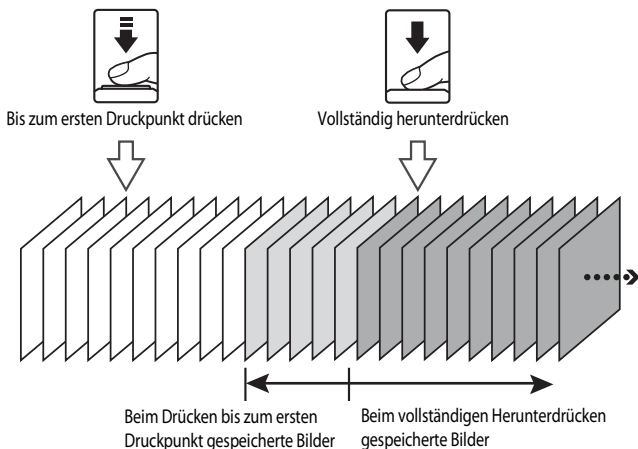 Bis zum ersten Druckpunkt drücken
Vollständig herunterdrücken
Beim Drücken bis zum ersten
Druckpunkt gespeicherte Bilder
Beim vollständigen Herunterdrücken
gespeicherte Bilder